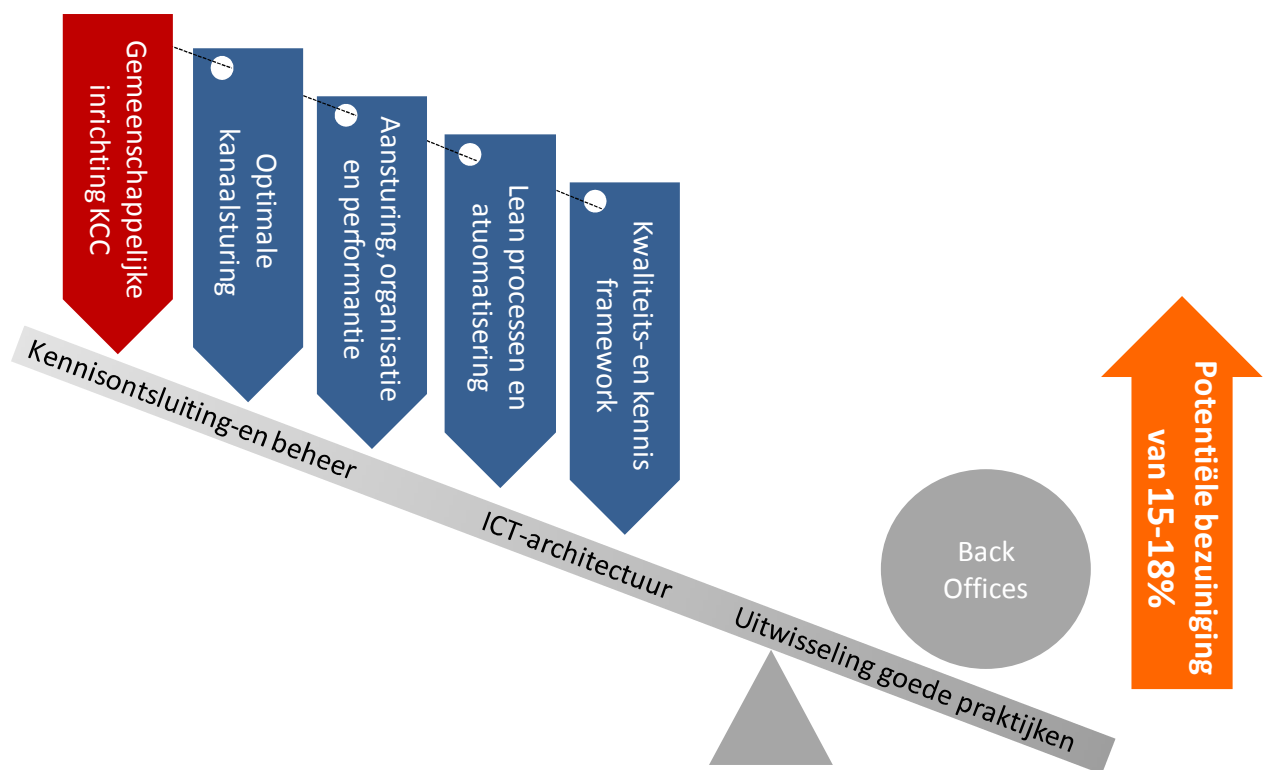 Gemeenschappelijke
inrichting KCC
Optimale
kanaalsturing
Aansturing, organisatie
en performantie
Lean processen en
atuomatisering
Kwaliteits- en kennis
framework
Kennisontsluiting-en beheer
ICT-architectuur
Uitwisseling goede praktijken
Back
Offices
Potentiële bezuiniging
van 15-18%